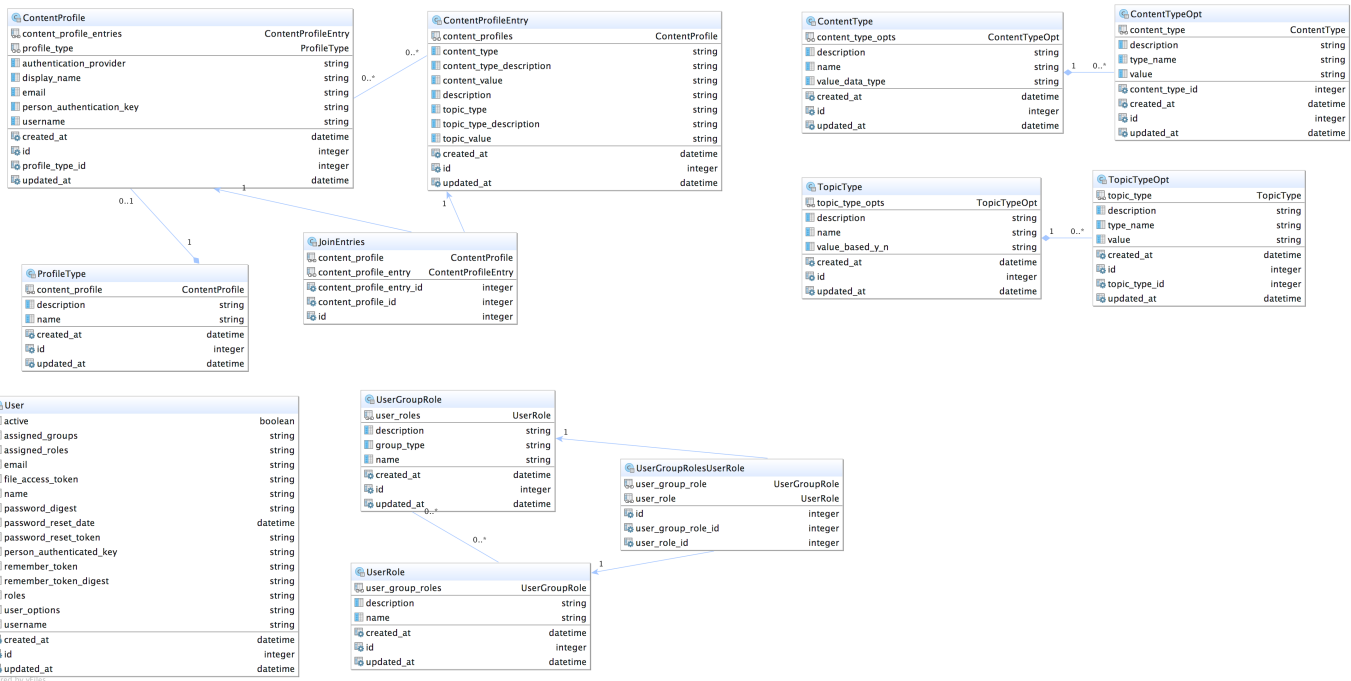 ContentProfile
content_profile_entries ContentProfileEntry
profile_type ProfileType
authentication_provider string
display_name string
email string
person_authentication_key string
username string
created_at datetime
id integer
profile_type_id integer
updated_at datetime
ContentProfileEntry
content_profiles ContentProfile
content_type string
content_type_description string
content_value string
description string
topic_type string
topic_type_description string
topic_value string
created_at datetime
id integer
updated_at datetime
0..*
0..*
ContentType
content_type_opts ContentTypeOpt
description string
name string
value_data_type string
created_at datetime
id integer
updated_at datetime
1 0..*
ContentTypeOpt
content_type ContentType
description string
type_name string
value string
content_type_id integer
created_at datetime
id integer
updated_at datetime
0..1
1
1
1
JoinEntries
content_profile ContentProfile
content_profile_entry ContentProfileEntry
content_profile_entry_id integer
content_profile_id integer
id integer
ProfileType
content_profile ContentProfile
description string
name string
created_at datetime
id integer
updated_at datetime
TopicType
topic_type_opts TopicTypeOpt
description string
name string
value_based_y_n string
created_at datetime
id integer
updated_at datetime
1 0..*
TopicTypeOpt
topic_type TopicType
description string
type_name string
value string
created_at datetime
id integer
topic_type_id integer
updated_at datetime
User
active boolean
assigned_groups string
assigned_roles string
email string
file_access_token string
name string
password_digest string
password_reset_date datetime
password_reset_token string
person_authenticated_key string
remember_token string
remember_token_digest string
roles string
user_options string
username string
created_at datetime
id integer
updated_at datetime
UserGroupRole
user_roles UserRole
description string
group_type string
name string
created_at datetime
id integer
updated_at datetime
0..*
0..*
1
UserGroupRolesUserRole
user_group_role UserGroupRole
user_role UserRole
id integer
user_group_role_id integer
user_role_id integer
1
UserRole
user_group_roles UserGroupRole
description string
name string
created_at datetime
id integer
updated_at datetime